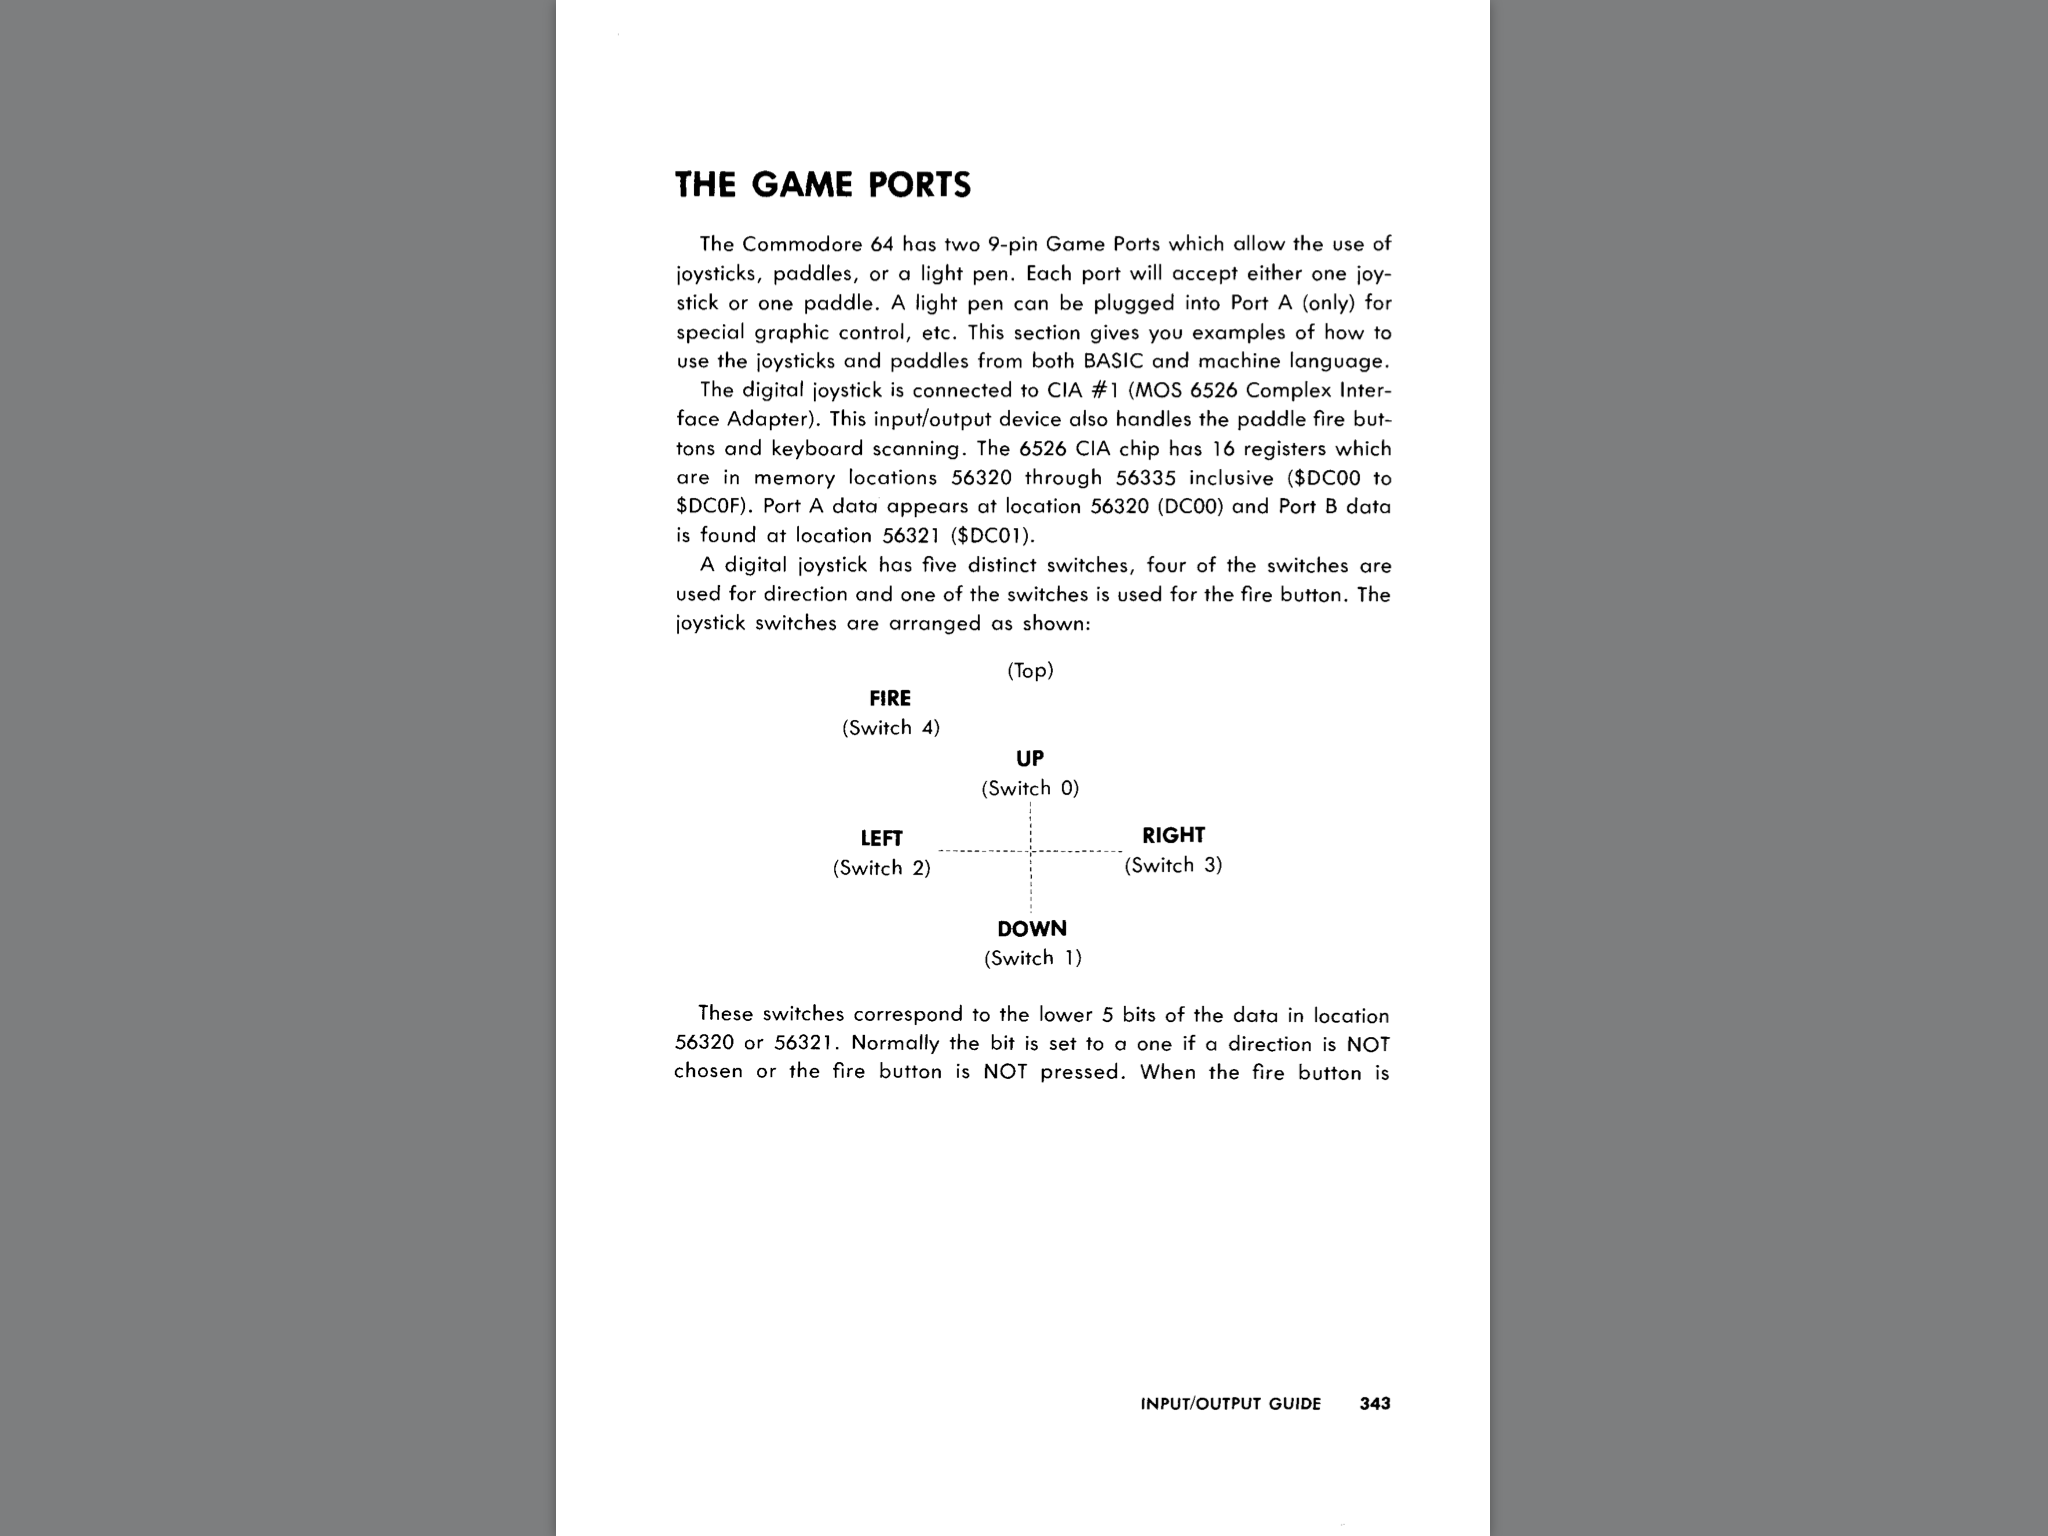 THE GAME PORTS
The Commodore 64 has two 9-pin Game Ports which allow the use of
joysticks, paddles, or a light pen. Each port will accept either one joy-
stick or one paddle. A light pen can be plugged into Port A (only) for
special graphic control, etc. This section gives you examples of how to
use the joysticks and paddles from both BASIC and machine language.
The digital joystick is connected to CIA #1 (MOS 6526 Complex Inter-
face Adapter). This input/output device also handles the paddle fire but-
tons and keyboard scanning. The 6526 CIA chip has 16 registers which
are in memory locations 56320 through 56335 inclusive ($DC00 to
$DC0F). Port A data appears at location 56320 (DC00) and Port B data
is found at location 56321 ($DC01).
A digital joystick has five distinct switches, four of the switches are
used for direction and one of the switches is used for the fire button. The
joystick switches are arranged as shown:
(Top)
FIRE
(Switch 4)
UP
(Switch 0)
LEFT RIGHT
(Switch 2) (Switch 3)
DOWN
(Switch 1)
These switches correspond to the lower 5 bits of the data in location
56320 or 56321. Normally the bit is set to a one if a direction is NOT
chosen or the fire button is NOT pressed. When the fire button is
INPUT/OUTPUT GUIDE 343